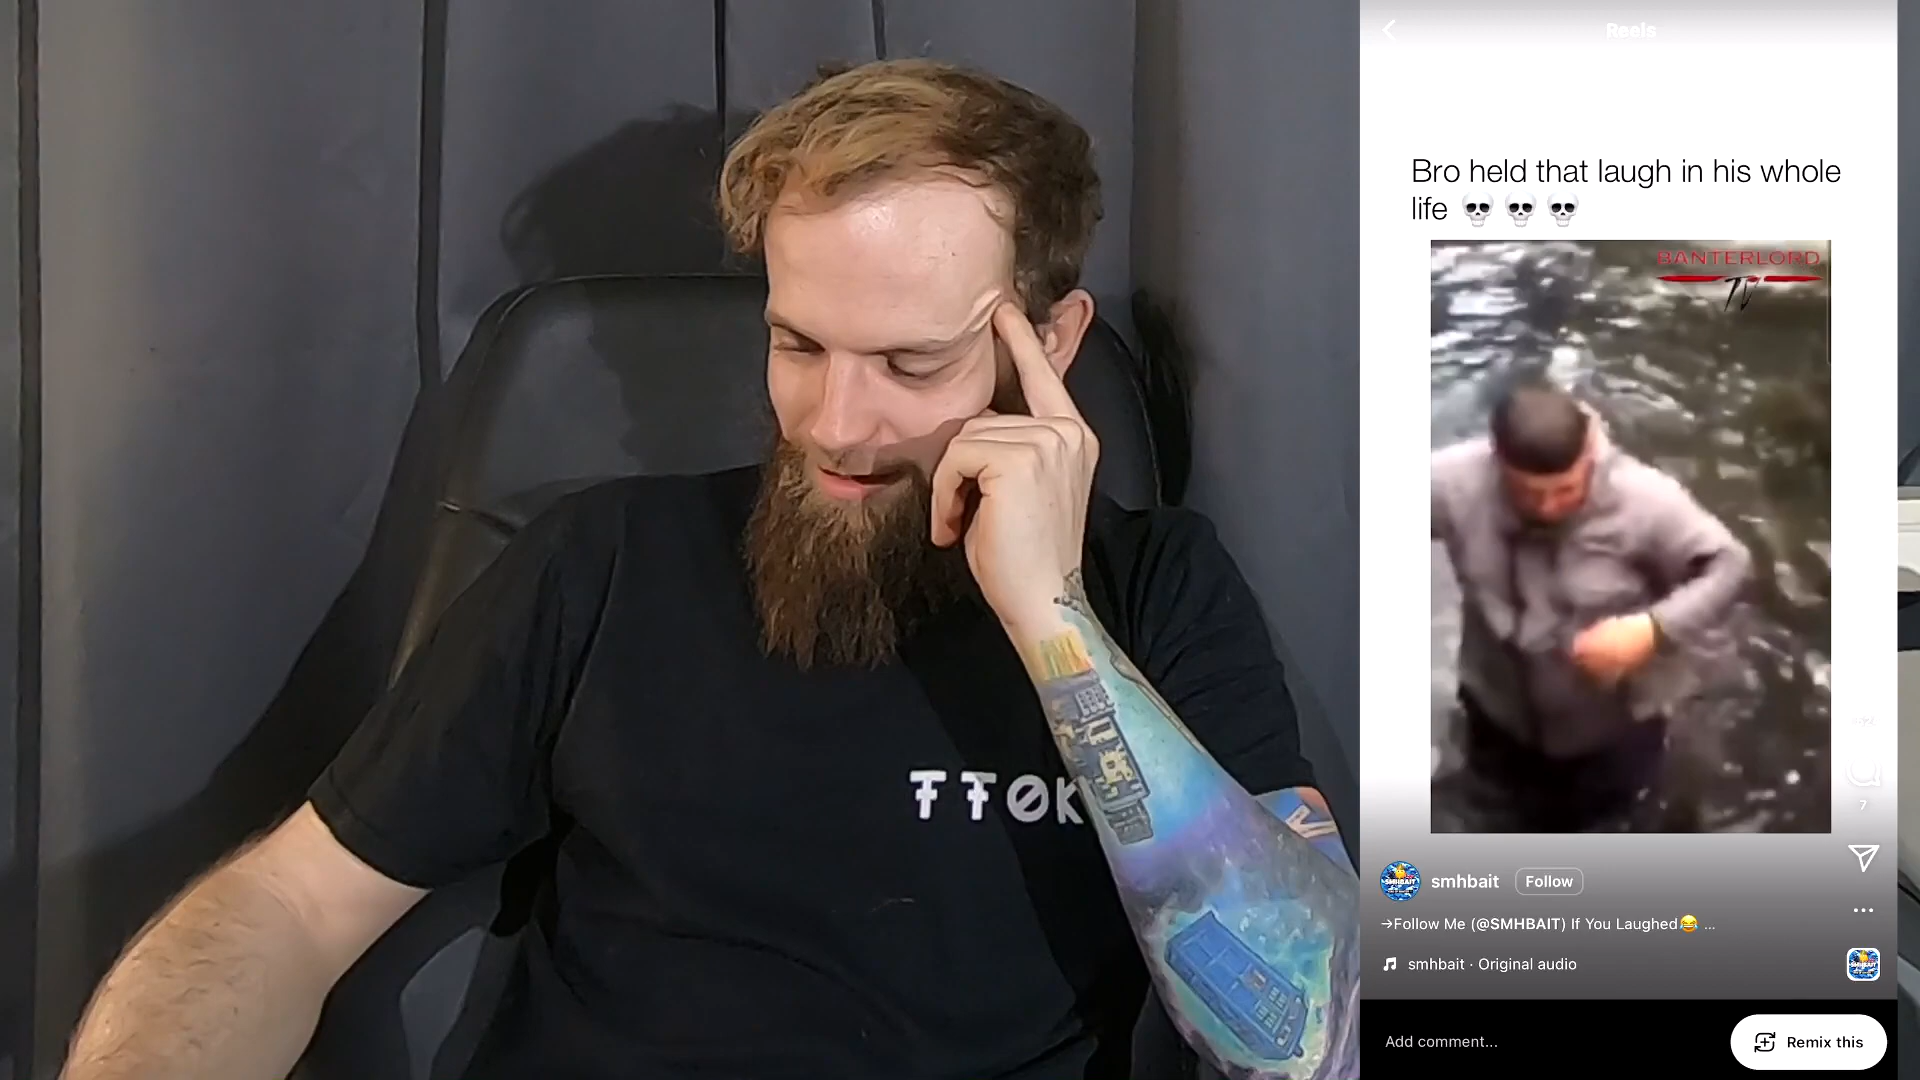 Reels
Bro held that laugh in his whole
life 💀💀💀
BANTERLORD
TV
ŦŦØK
7
smhbait
Follow
→Follow Me (@SMHBAIT) If You Laughed😂 ...
smhbait · Original audio
Add comment...
Remix this